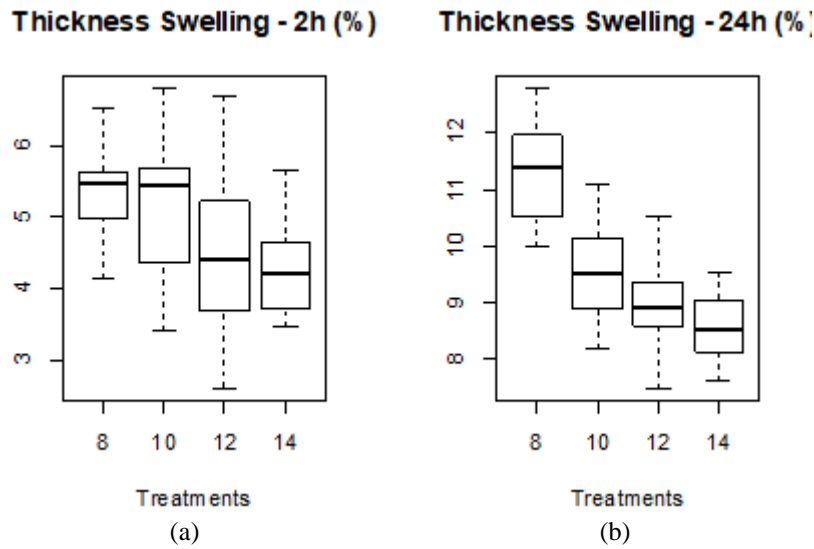 Thickness Swelling - 2h (%)
6
5
4
3
8 10 12 14
Treatments
(a)
Thickness Swelling - 24h (%)
12
11
10
9
8
8 10 12 14
Treatments
(b)